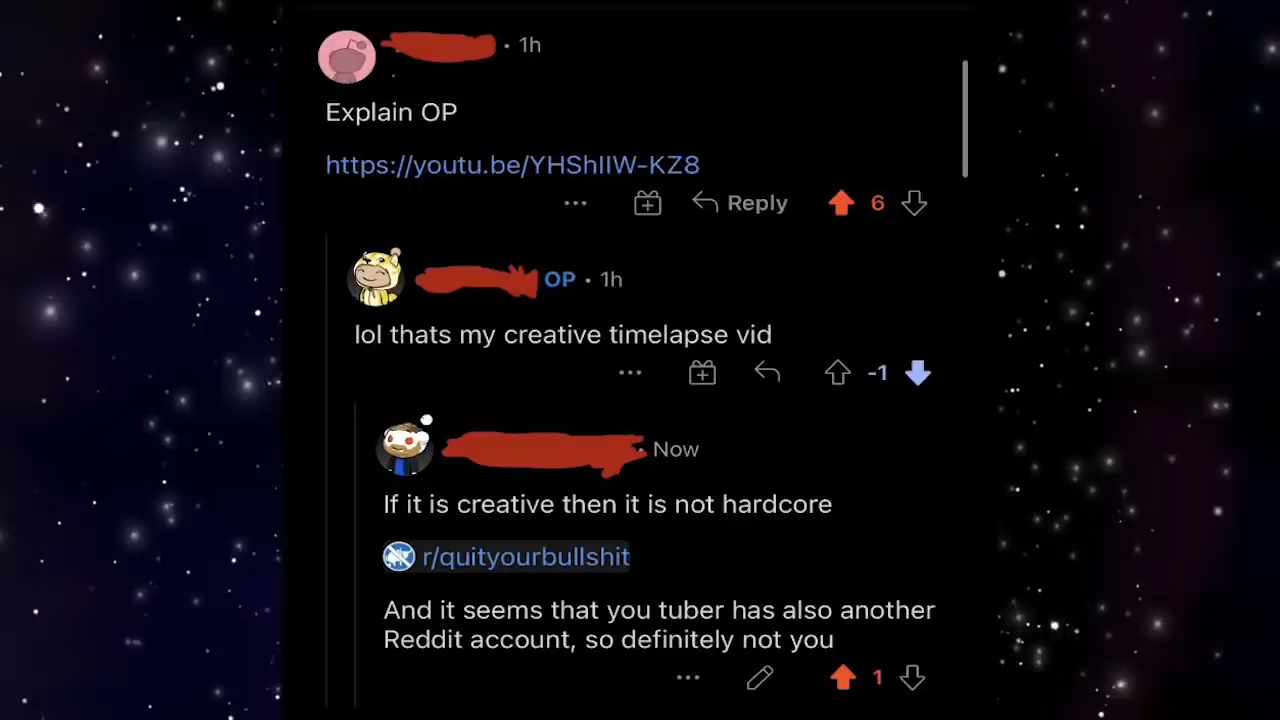 · 1h
Explain OP
https://youtu.be/YHShIIW-KZ8
Reply 6
OP · 1h
lol thats my creative timelapse vid
-1
Now
If it is creative then it is not hardcore
r/quityourbullshit
And it seems that you tuber has also another
Reddit account, so definitely not you
1